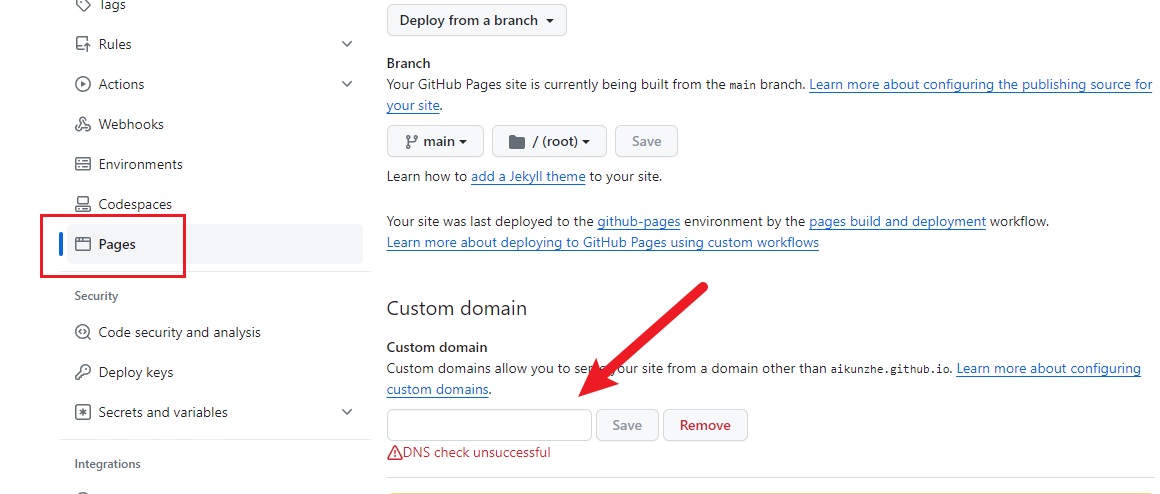 Tags
Rules
Actions
Webhooks
Environments
Codespaces
Pages
Security
Code security and analysis
Deploy keys
Secrets and variables
Integrations
Deploy from a branch
Branch
Your GitHub Pages site is currently being built from the main branch. Learn more about configuring the publishing source for
your site.
main
/ (root)
Save
Learn how to add a Jekyll theme to your site.
Your site was last deployed to the github-pages environment by the pages build and deployment workflow.
Learn more about deploying to GitHub Pages using custom workflows
Custom domain
Custom domain
Custom domains allow you to serve your site from a domain other than aikunzhe.github.io. Learn more about configuring
custom domains.
Save
Remove
DNS check unsuccessful